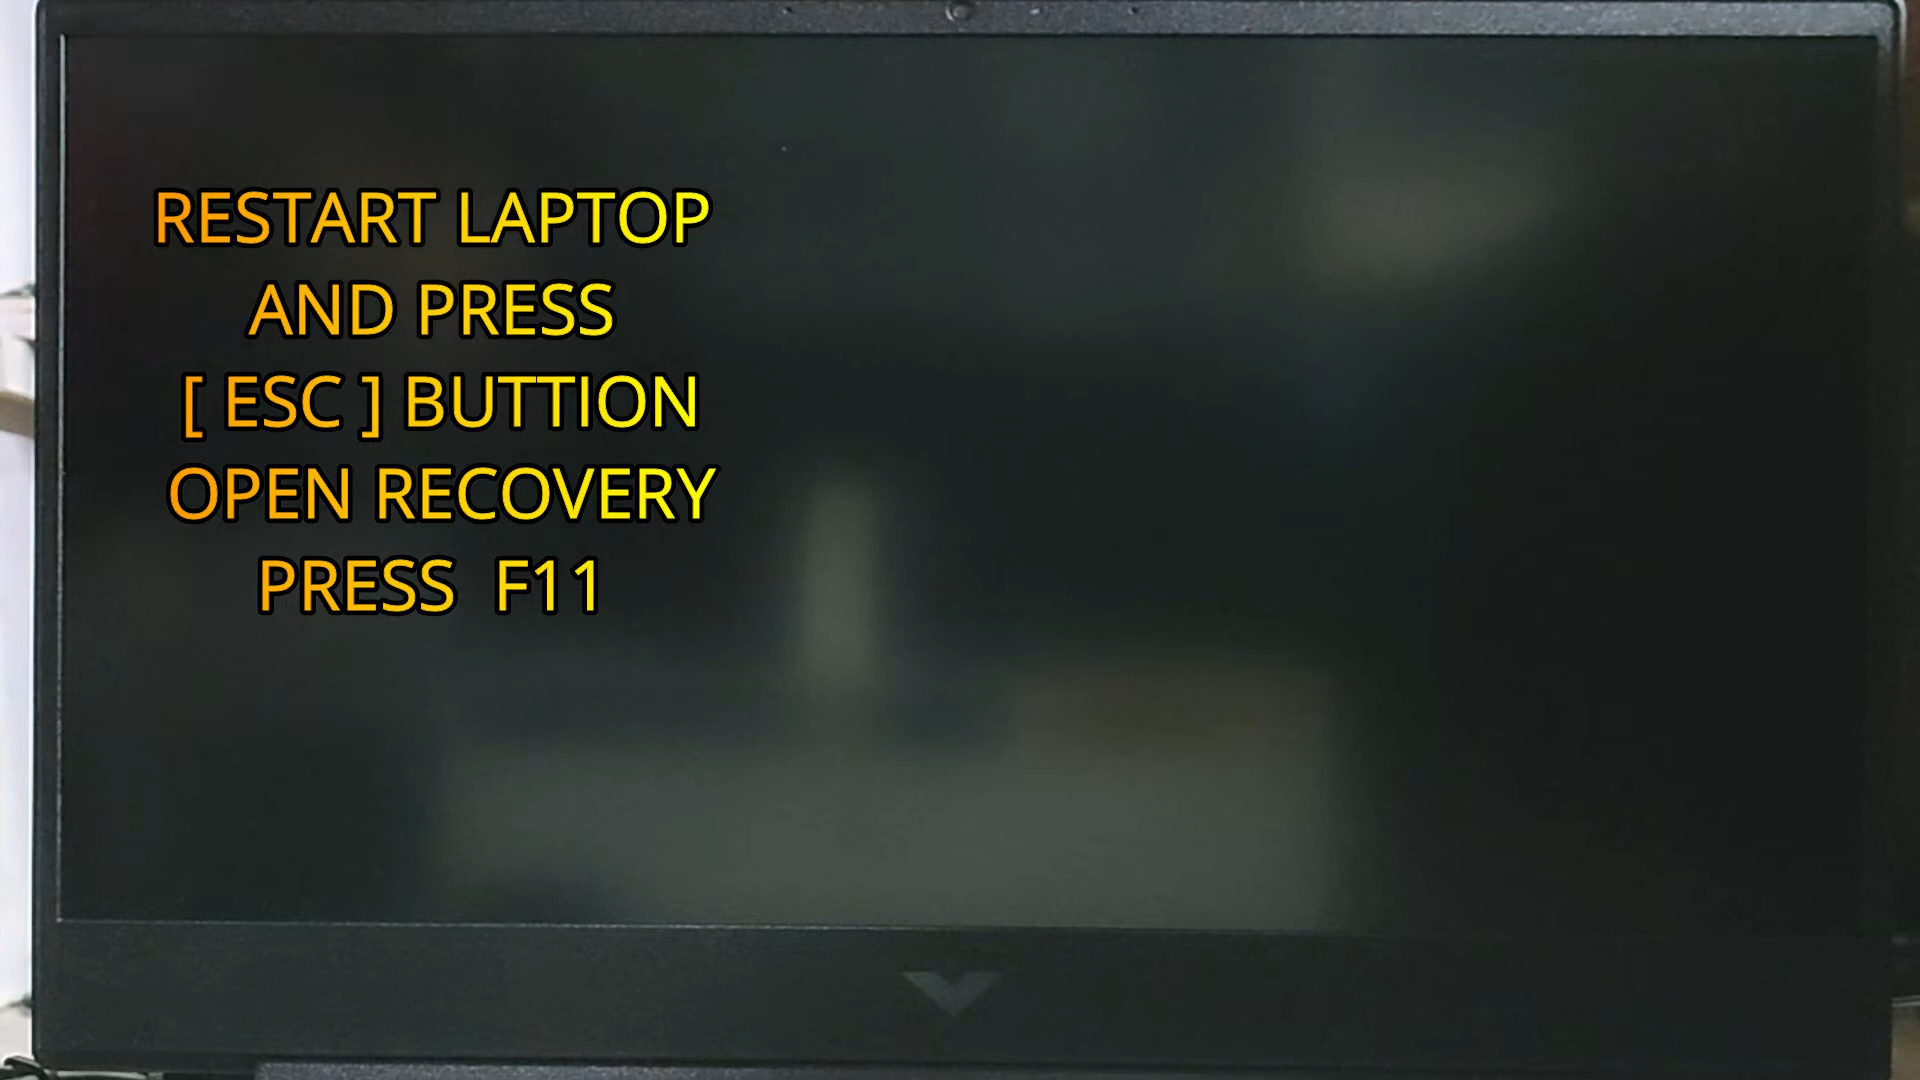 RESTART LAPTOP
AND PRESS
[ ESC ] BUTTION
OPEN RECOVERY
PRESS  F11